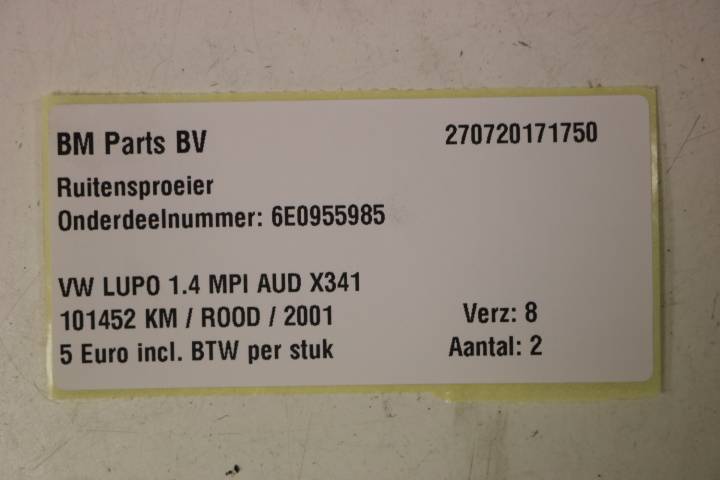 BM Parts BV 270720171750
Ruitensproeier
Onderdeelnummer: 6E0955985
VW LUPO 1.4 MPI AUD X341
101452 KM / ROOD / 2001 Verz: 8
5 Euro incl. BTW per stuk Aantal: 2